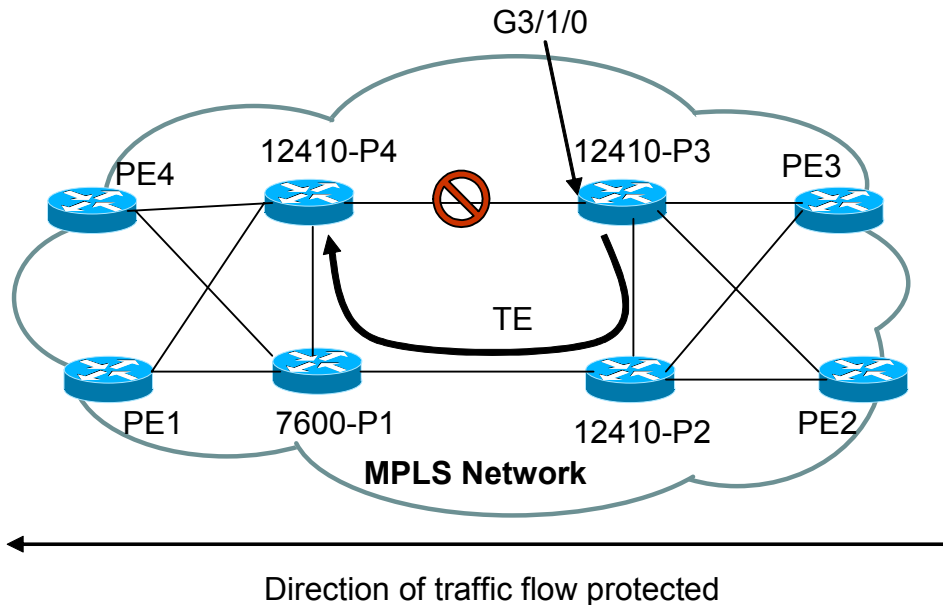 G3/1/0
12410-P4
12410-P3
PE4
PE3
TE
PE1
7600-P1
12410-P2
PE2
MPLS Network
Direction of traffic flow protected